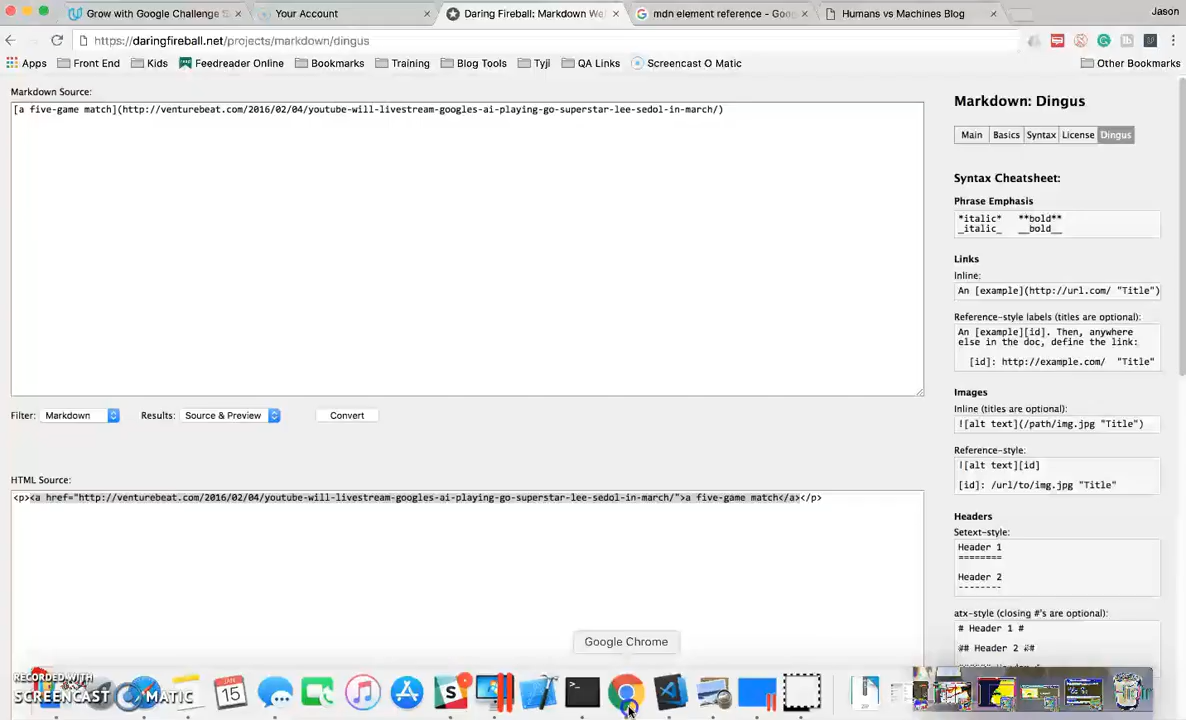 Grow with Google Challenge S
Your Account
Daring Fireball: Markdown We
mdn element reference - Goo
Humans vs Machines Blog
Jason
https://daringfireball.net/projects/markdown/dingus
Apps
Front End
Kids
Feedreader Online
Bookmarks
Training
Blog Tools
Tyji
QA Links
Screencast O Matic
Other Bookmarks
Markdown Source:
[a five-game match](http://venturebeat.com/2016/02/04/youtube-will-livestream-googles-ai-playing-go-superstar-lee-sedol-in-march/)
Filter: Markdown Results: Source & Preview Convert
HTML Source:
<p><a href="http://venturebeat.com/2016/02/04/youtube-will-livestream-googles-ai-playing-go-superstar-lee-sedol-in-march/">a five-game match</a></p>
Markdown: Dingus
Main Basics Syntax License Dingus
Syntax Cheatsheet:
Phrase Emphasis
*italic* **bold**
_italic_ __bold__
Links
Inline:
An [example](http://url.com/ "Title")
Reference-style labels (titles are optional):
An [example][id]. Then, anywhere
else in the doc, define the link:
[id]: http://example.com/ "Title"
Images
Inline (titles are optional):
![alt text](/path/img.jpg "Title")
Reference-style:
![alt text][id]
[id]: /url/to/img.jpg "Title"
Headers
Setext-style:
Header 1
========
Header 2
--------
atx-style (closing #'s are optional):
# Header 1 #
## Header 2 ##
Google Chrome
RECORDED WITH
SCREENCAST MATIC
JAN
15